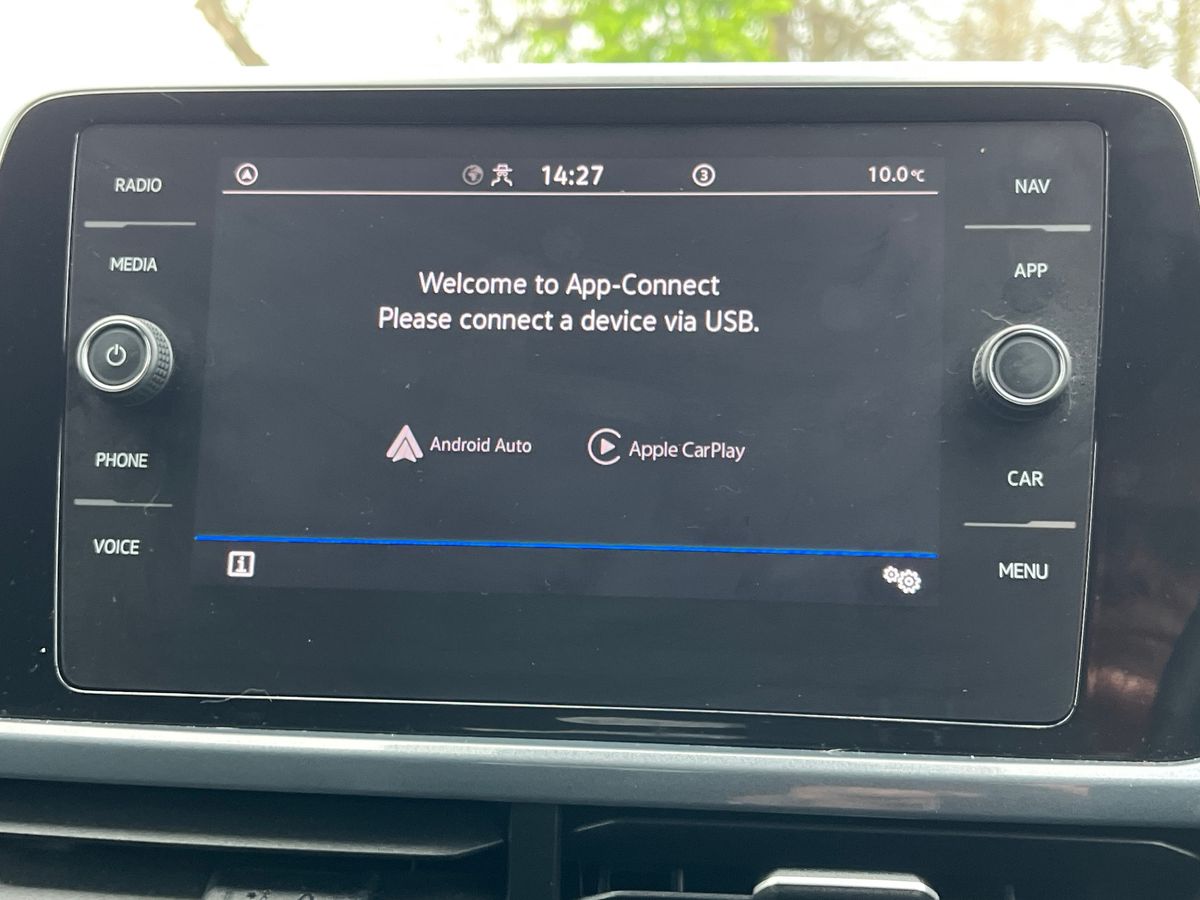 RADIO
MEDIA
PHONE
VOICE
14:27
3
10.0°C
Welcome to App-Connect
Please connect a device via USB.
Android Auto
Apple CarPlay
i
NAV
APP
CAR
MENU